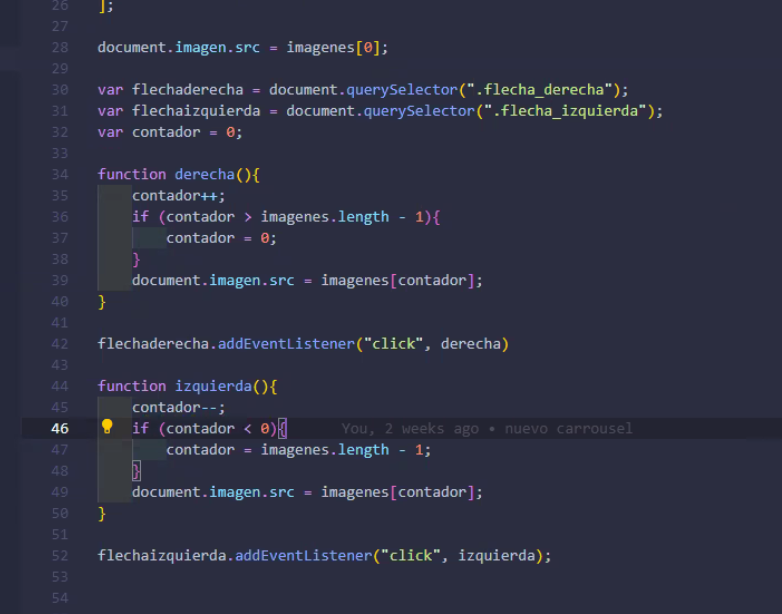 26 ];
27
28 document.imagen.src = imagenes[0];
29
30 var flechaderecha = document.querySelector(".flecha_derecha");
31 var flechaizquierda = document.querySelector(".flecha_izquierda");
32 var contador = 0;
33
34 function derecha(){
35 contador++;
36 if (contador > imagenes.length - 1){
37 contador = 0;
38 }
39 document.imagen.src = imagenes[contador];
40 }
41
42 flechaderecha.addEventListener("click", derecha)
43
44 function izquierda(){
45 contador--;
46 if (contador < 0){ You, 2 weeks ago • nuevo carrousel
47 contador = imagenes.length - 1;
48 }
49 document.imagen.src = imagenes[contador];
50 }
51
52 flechaizquierda.addEventListener("click", izquierda);
53
54